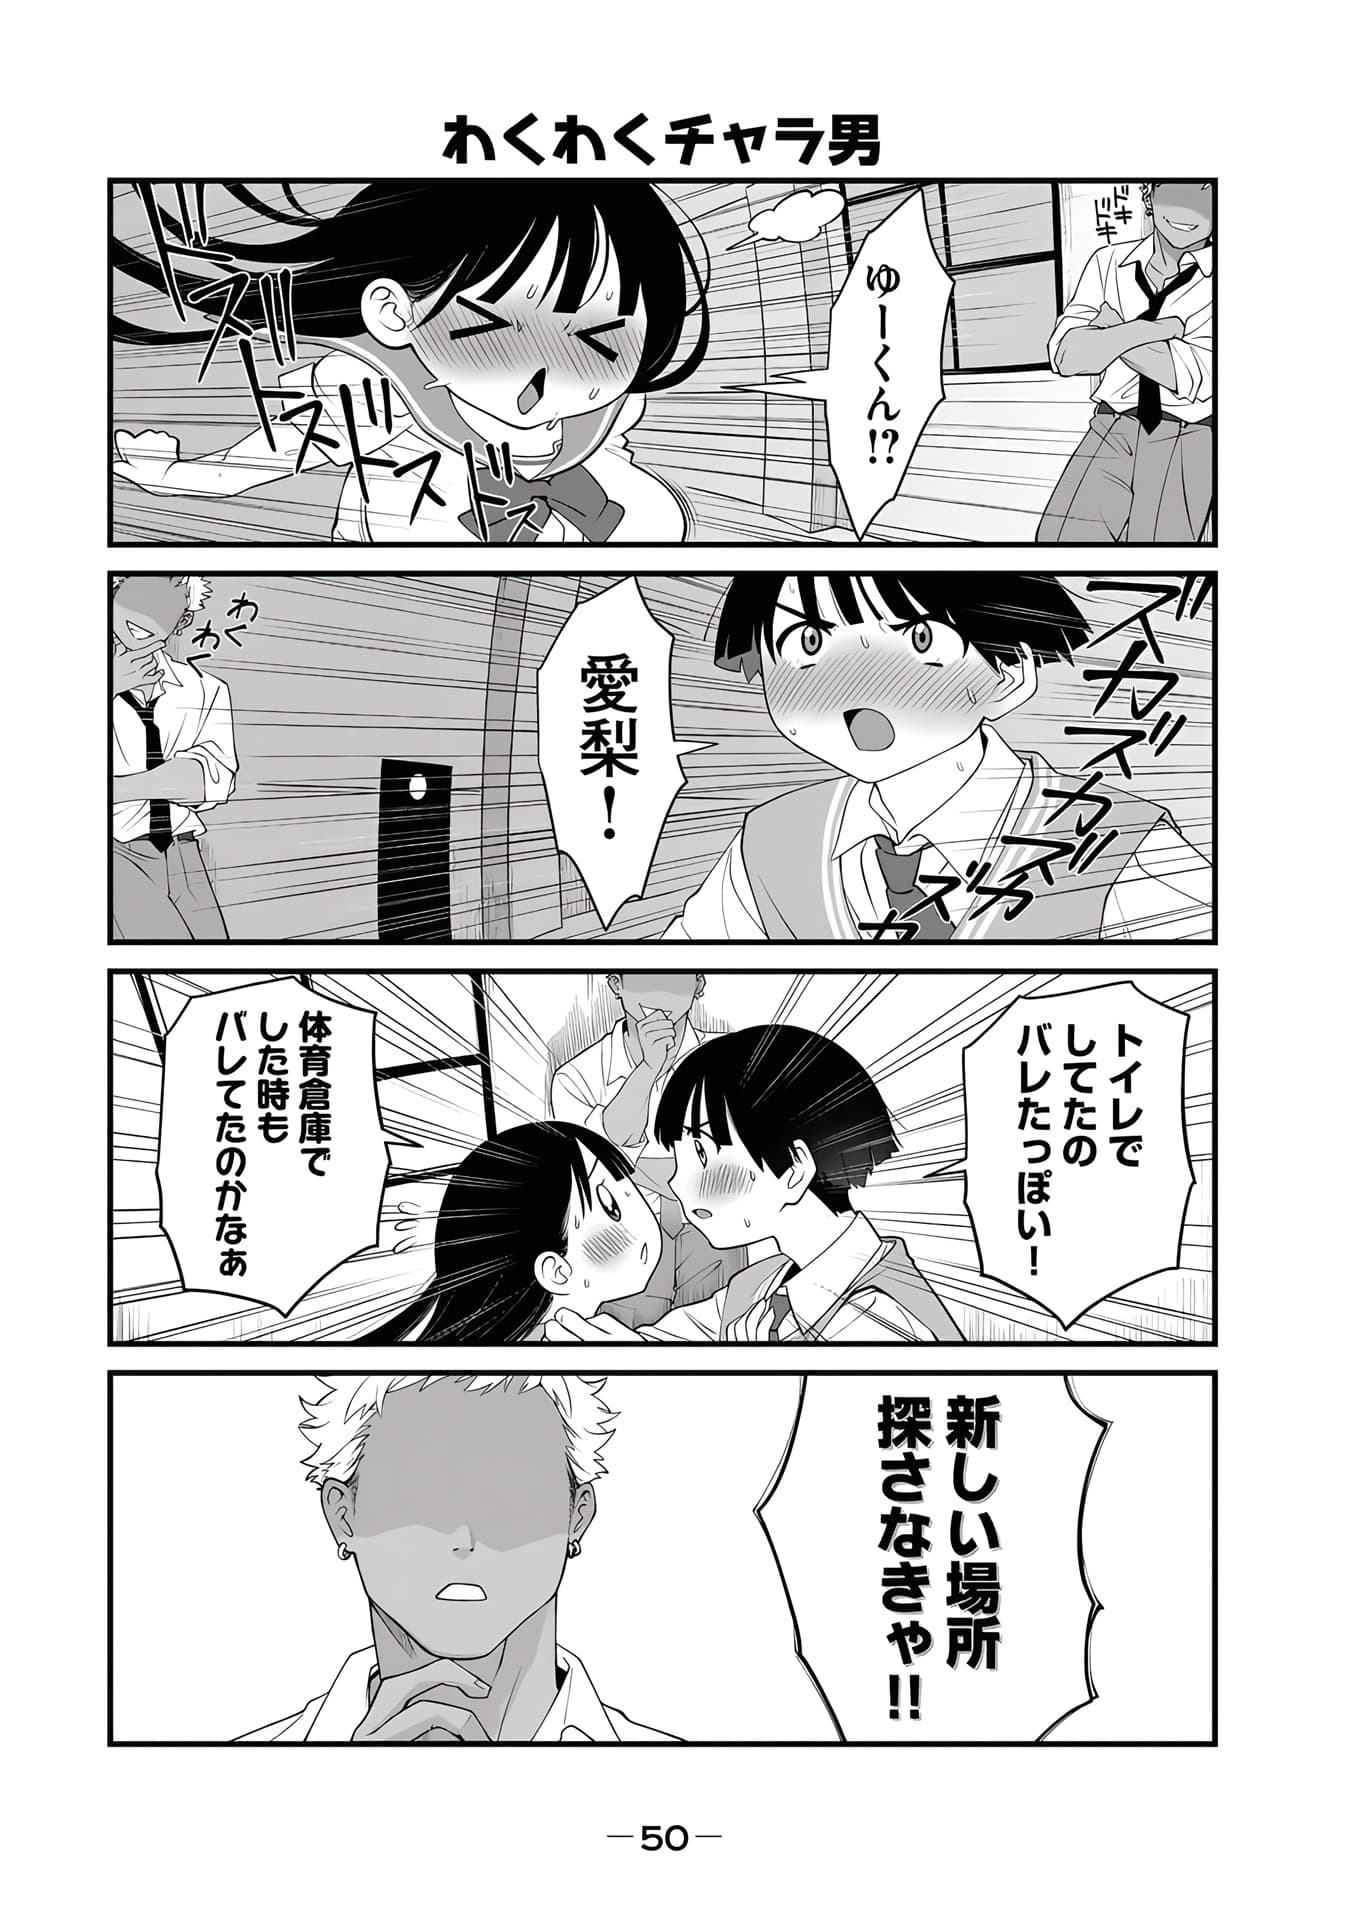 わくわくチャラ男
ドキ
ドキ
ゆーくん!?
ドドドド
ドスドスドスドス
ズカズカズカズカ
愛梨!
わく
わく
トイレで
してたの
バレたっぽい!
体育倉庫で
した時も
バレてたのかなぁ
新しい場所
探さなきゃ!!
—50—